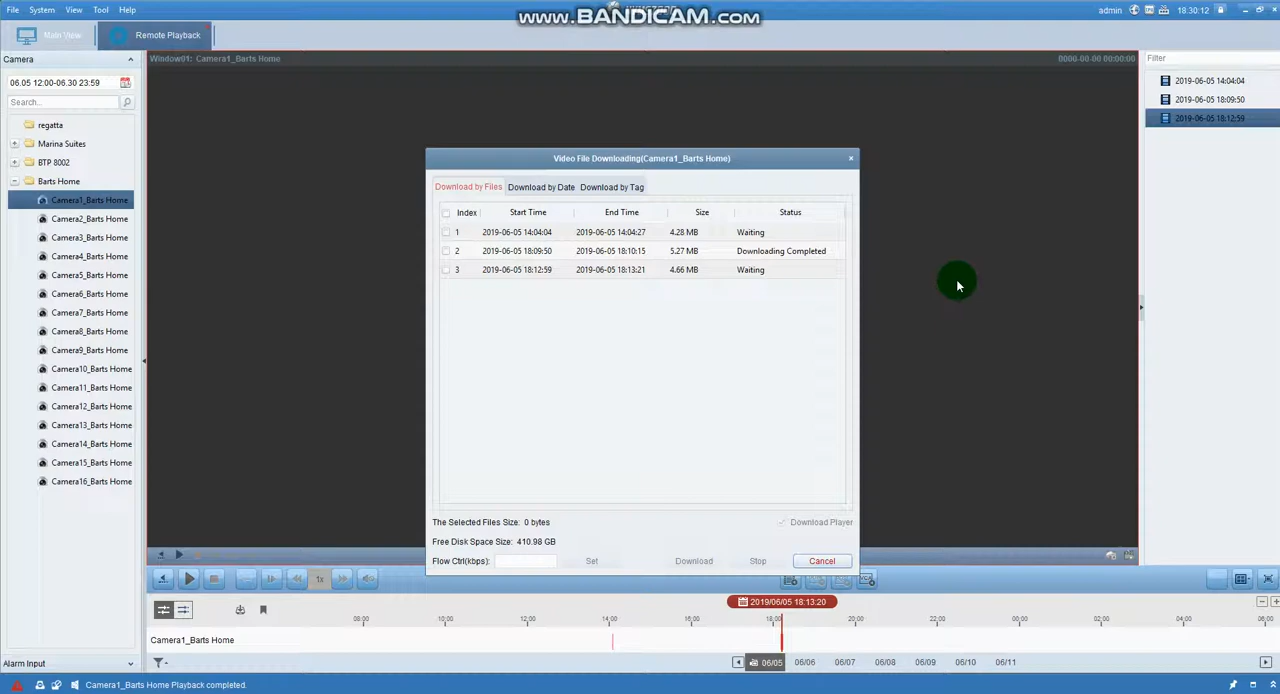 File System View Tool Help
www.BANDICAM.com
admin 18:30:12
Main View Remote Playback
Camera
Window01: Camera1_Barts Home
0000-00-00 00:00:00
Filter
06.05 12:00-06.30 23:59
Search...
2019-06-05 14:04:04
2019-06-05 18:09:50
2019-06-05 18:12:59
regatta
Marina Suites
BTP 8002
Barts Home
Camera1_Barts Home
Camera2_Barts Home
Camera3_Barts Home
Camera4_Barts Home
Camera5_Barts Home
Camera6_Barts Home
Camera7_Barts Home
Camera8_Barts Home
Camera9_Barts Home
Camera10_Barts Home
Camera11_Barts Home
Camera12_Barts Home
Camera13_Barts Home
Camera14_Barts Home
Camera15_Barts Home
Camera16_Barts Home
Video File Downloading(Camera1_Barts Home)
Download by Files Download by Date Download by Tag
Index Start Time End Time Size Status
1 2019-06-05 14:04:04 2019-06-05 14:04:27 4.28 MB Waiting
2 2019-06-05 18:09:50 2019-06-05 18:10:15 5.27 MB Downloading Completed
3 2019-06-05 18:12:59 2019-06-05 18:13:21 4.66 MB Waiting
The Selected Files Size: 0 bytes
Download Player
Free Disk Space Size: 410.98 GB
Flow Ctrl(kbps): Set Download Stop Cancel
1x
2019/06/05 18:13:20
00:00 10:00 14:00 16:00 18:00 20:00 22:00 00:00 02:00 04:00 06:00
Camera1_Barts Home
06/05 06/06 06/07 06/08 06/09 06/10 06/11
Alarm Input
Camera1_Barts Home Playback completed.